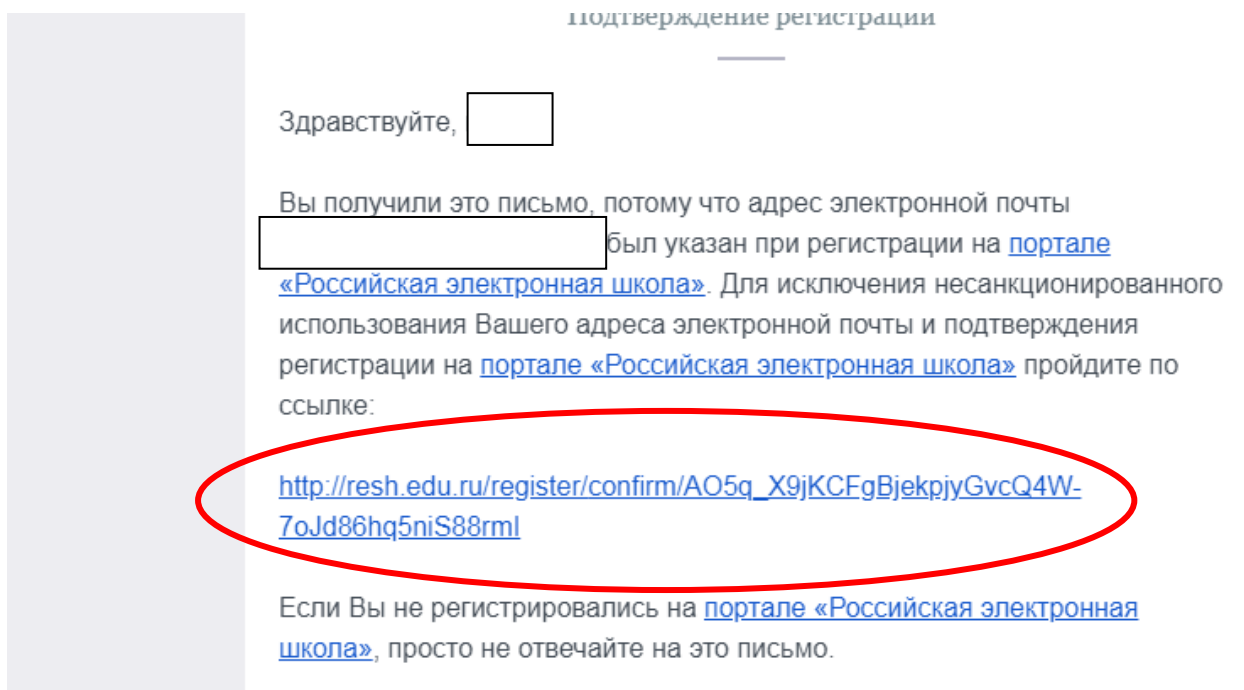 Подтверждение регистрации
Здравствуйте,
Вы получили это письмо, потому что адрес электронной почты
был указан при регистрации на портале
«Российская электронная школа». Для исключения несанкционированного
использования Вашего адреса электронной почты и подтверждения
регистрации на портале «Российская электронная школа» пройдите по
ссылке:
http://resh.edu.ru/register/confirm/AO5q_X9jKCFgBjekpjyGvcQ4W-
7oJd86hq5niS88rmI
Если Вы не регистрировались на портале «Российская электронная
школа», просто не отвечайте на это письмо.